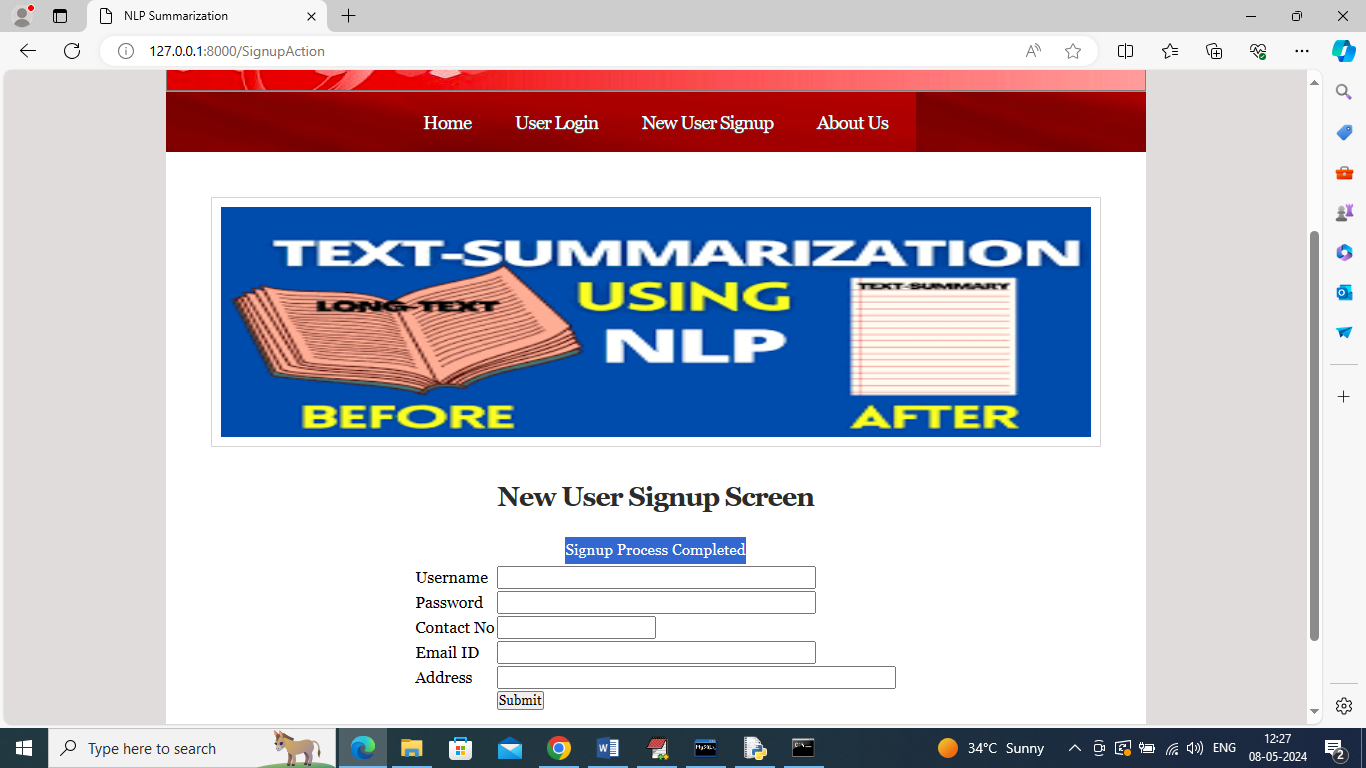 NLP Summarization
127.0.0.1:8000/SignupAction
Home User Login New User Signup About Us
TEXT-SUMMARIZATION
LONG-TEXT USING TEXT-SUMMARY
NLP
BEFORE AFTER
New User Signup Screen
Signup Process Completed
Username
Password
Contact No
Email ID
Address
Submit
Type here to search
34°C Sunny
ENG
12:27
08-05-2024
2